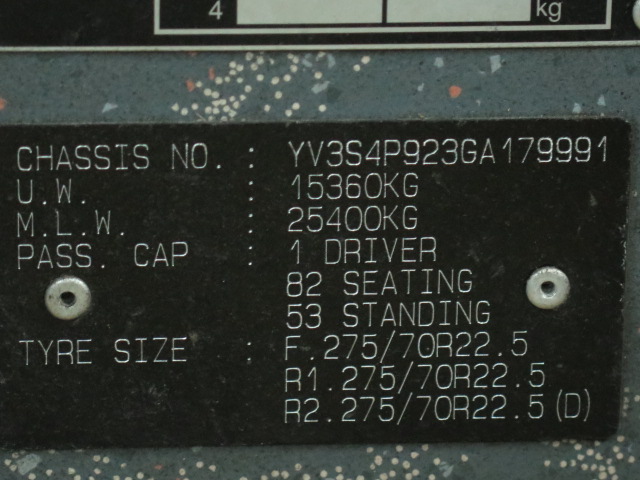 4 kg
CHASSIS NO. : YV3S4P923GA179991
U.W. : 15360KG
M.L.W. : 25400KG
PASS. CAP : 1 DRIVER
82 SEATING
53 STANDING
TYRE SIZE : F.275/70R22.5
R1.275/70R22.5
R2.275/70R22.5(D)